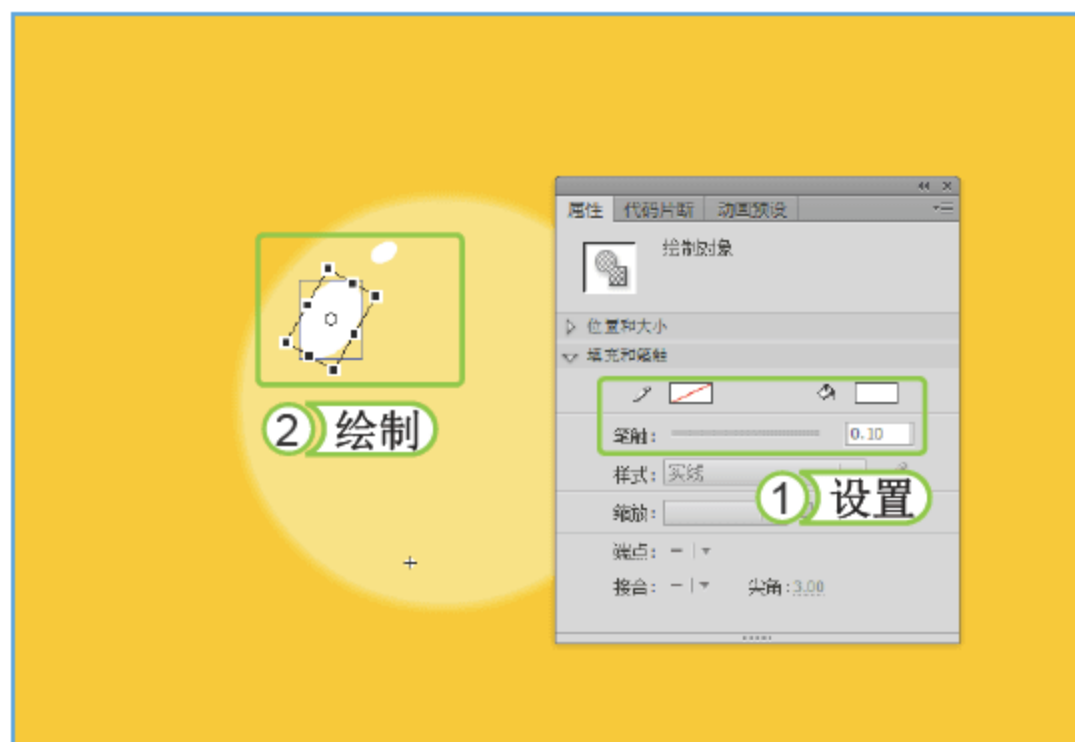 属性 代码片断 动画预设
绘制对象
位置和大小
填充和笔触
笔触: 0.10
样式: 实线
缩放:
端点:
接合: 尖角: 3.00
1 设置
2 绘制